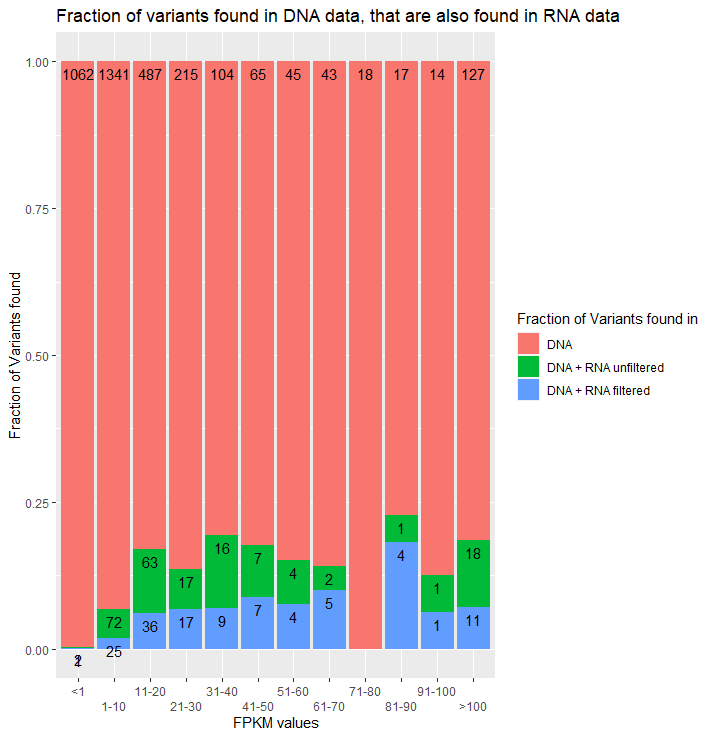 Fraction of variants found in DNA data, that are also found in RNA data
1062 1341 487 215 104 65 45 43 18 17 14 127
1.00
0.75
0.50
0.25
0.00
72 63 17 16 7 4 2 1 1 18
25 36 17 9 7 4 5 4 1 11
<1 11-20 31-40 51-60 71-80 91-100
1-10 21-30 41-50 61-70 81-90 >100
FPKM values
Fraction of Variants found
Fraction of Variants found in
DNA
DNA + RNA unfiltered
DNA + RNA filtered